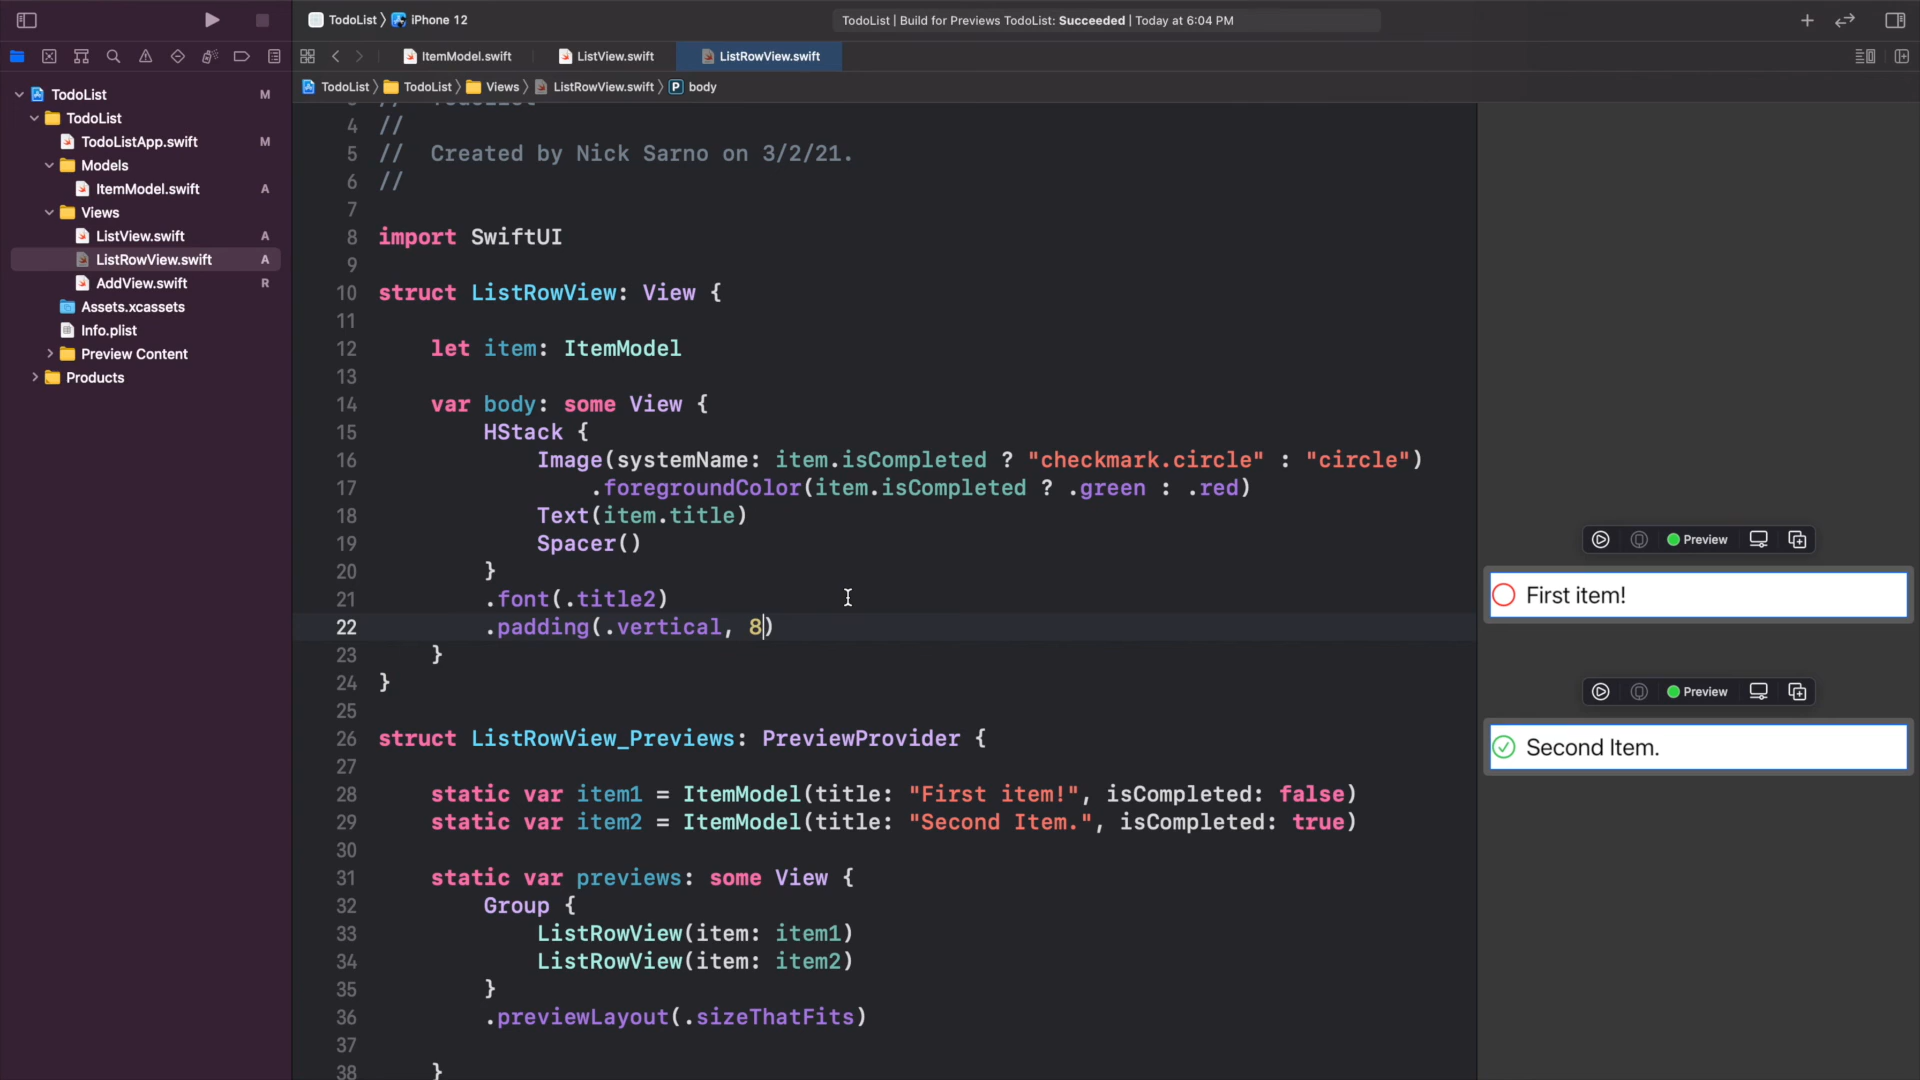 TodoList
iPhone 12
TodoList | Build for Previews TodoList: Succeeded | Today at 6:04 PM
ItemModel.swift
ListView.swift
ListRowView.swift
TodoList
TodoList
Views
ListRowView.swift
P
body
TodoList M
TodoList
TodoListApp.swift M
Models
ItemModel.swift A
Views
ListView.swift A
ListRowView.swift A
AddView.swift R
Assets.xcassets
Info.plist
Preview Content
Products
4 //
5 //  Created by Nick Sarno on 3/2/21.
6 //
7
8 import SwiftUI
9
10 struct ListRowView: View {
11
12     let item: ItemModel
13
14     var body: some View {
15         HStack {
16             Image(systemName: item.isCompleted ? "checkmark.circle" : "circle")
17                 .foregroundColor(item.isCompleted ? .green : .red)
18             Text(item.title)
19             Spacer()
20         }
21         .font(.title2)
22         .padding(.vertical, 8)
23     }
24 }
25
26 struct ListRowView_Previews: PreviewProvider {
27
28     static var item1 = ItemModel(title: "First item!", isCompleted: false)
29     static var item2 = ItemModel(title: "Second Item.", isCompleted: true)
30
31     static var previews: some View {
32         Group {
33             ListRowView(item: item1)
34             ListRowView(item: item2)
35         }
36         .previewLayout(.sizeThatFits)
37
38     }
Preview
First item!
Preview
Second Item.